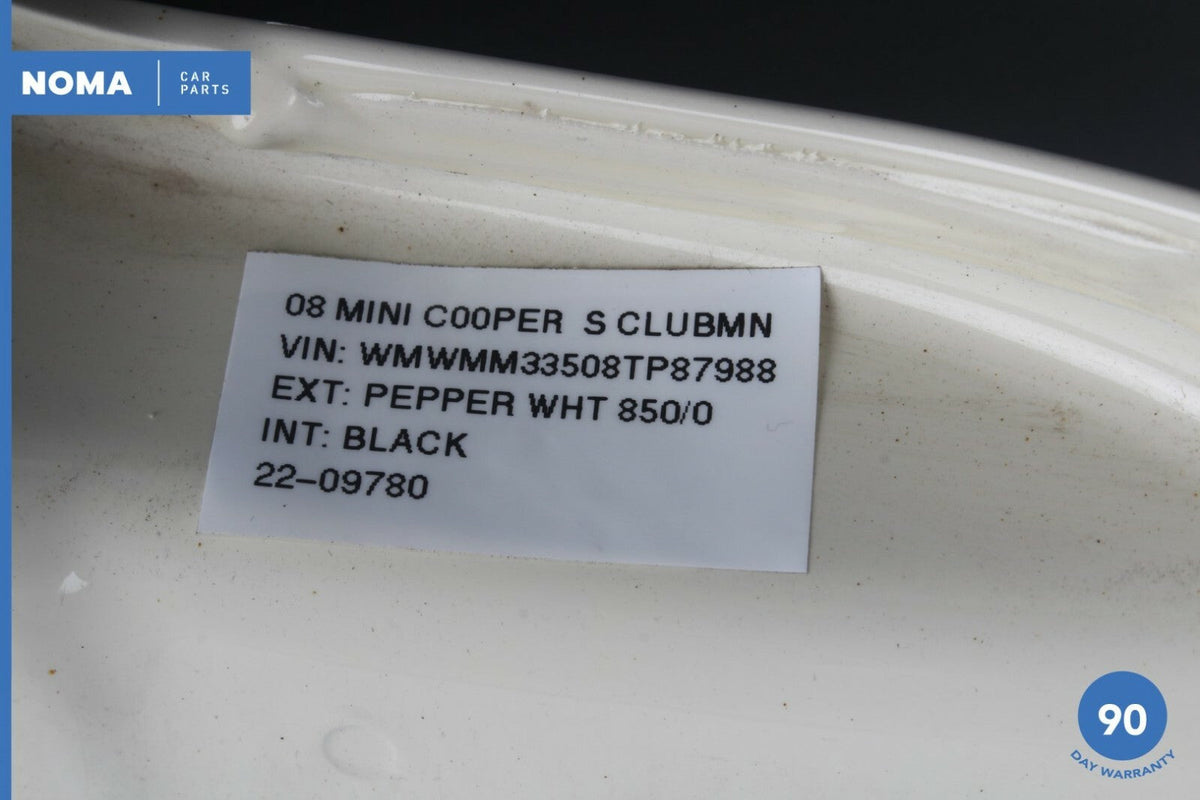 NOMA
CAR
PARTS
08 MINI COOPER S CLUBMN
VIN: WMWMM33508TP87988
EXT: PEPPER WHT 850/0
INT: BLACK
22-09780
90
DAY WARRANTY